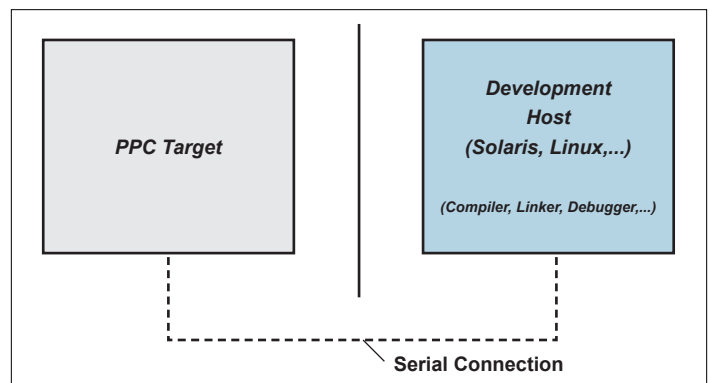 PPC Target
Development
Host
(Solaris, Linux,...)
(Compiler, Linker, Debugger,...)
Serial Connection